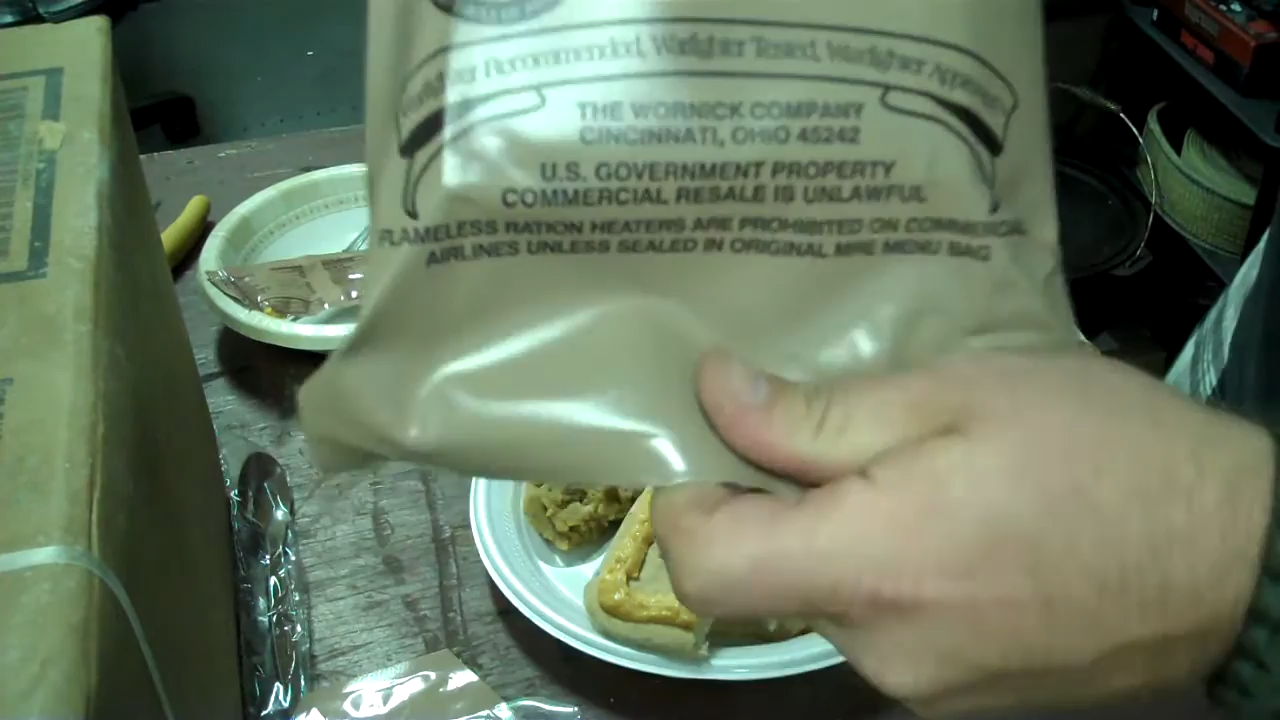 Recommended, Warfighter Tested, Warfighter Approved
THE WORNICK COMPANY
CINCINNATI, OHIO 45242
U.S. GOVERNMENT PROPERTY
COMMERCIAL RESALE IS UNLAWFUL
FLAMELESS RATION HEATERS ARE PROHIBITED ON COMMERCIAL
AIRLINES UNLESS SEALED IN ORIGINAL MRE MENU BAG